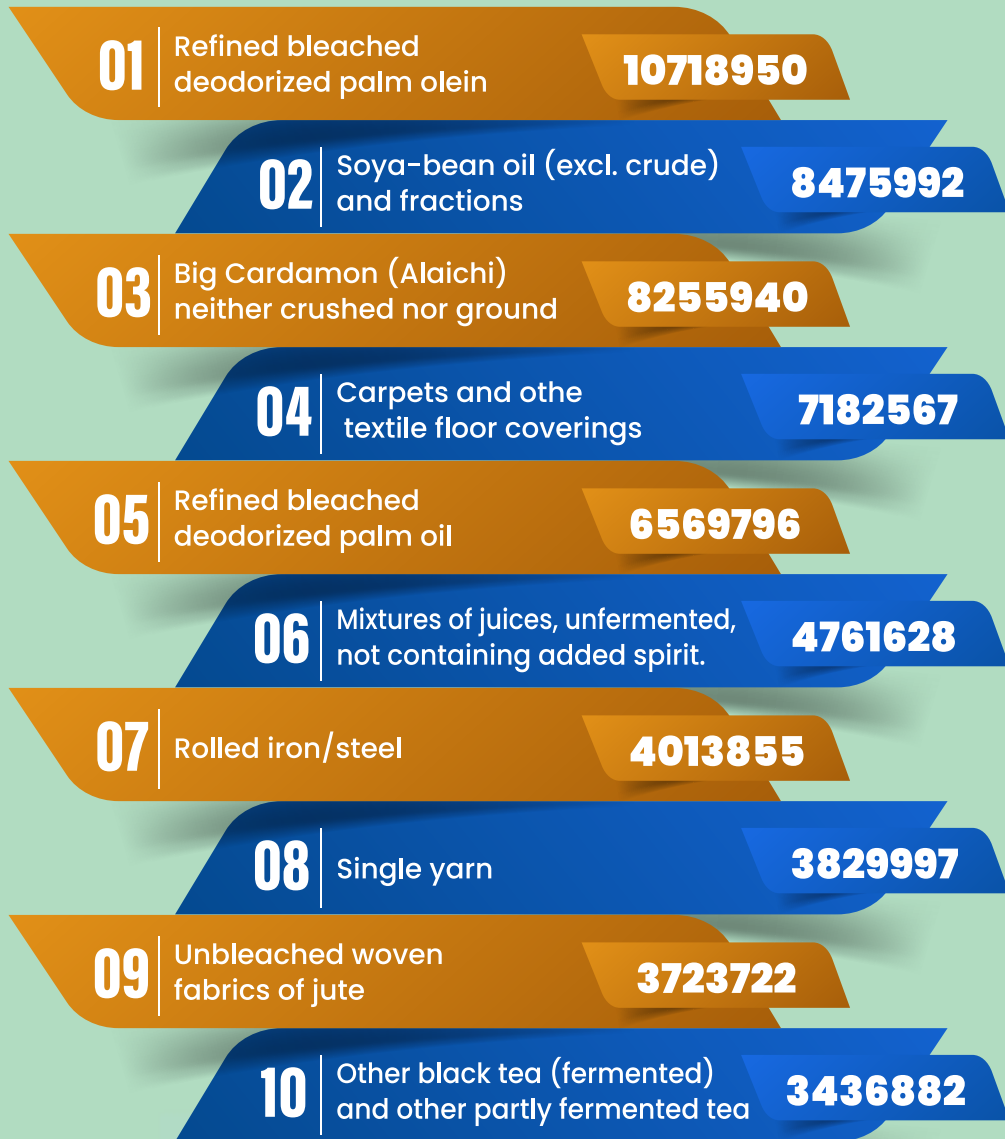 01
Refined bleached
deodorized palm olein
10718950
02
Soya-bean oil (excl. crude)
and fractions
8475992
03
Big Cardamon (Alaichi)
neither crushed nor ground
8255940
04
Carpets and othe
textile floor coverings
7182567
05
Refined bleached
deodorized palm oil
6569796
06
Mixtures of juices, unfermented,
not containing added spirit.
4761628
07
Rolled iron/steel
4013855
08
Single yarn
3829997
09
Unbleached woven
fabrics of jute
3723722
10
Other black tea (fermented)
and other partly fermented tea
3436882